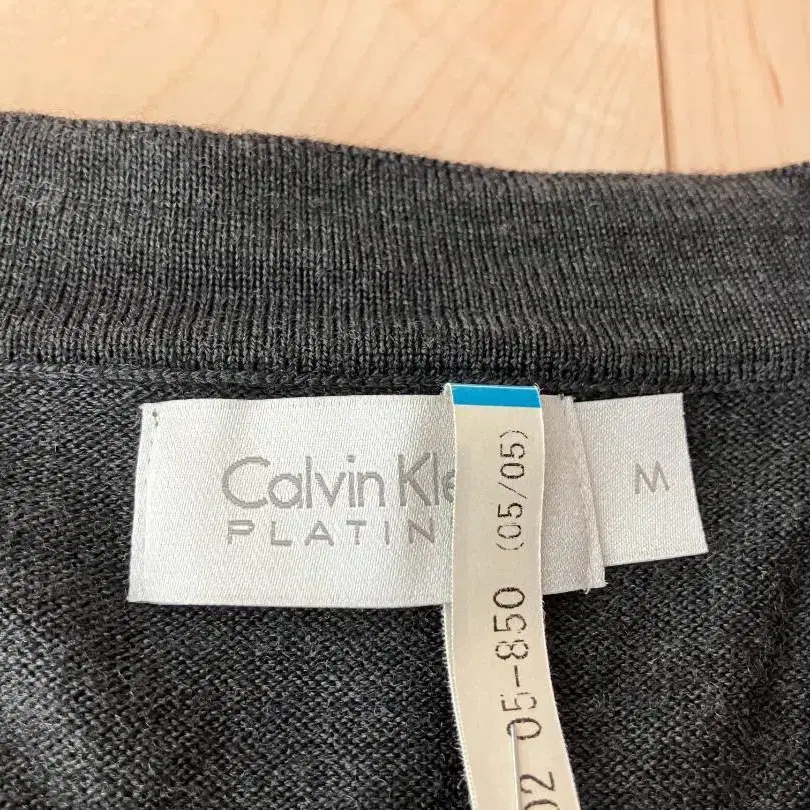 Calvin Kle
PLATIN
M
02 05-850 (05/05)